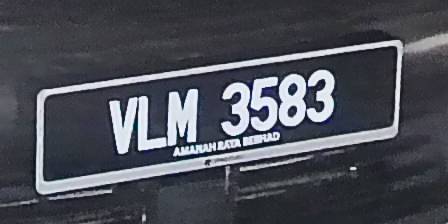 VLM 3583
AMANAH RAYA BERHAD